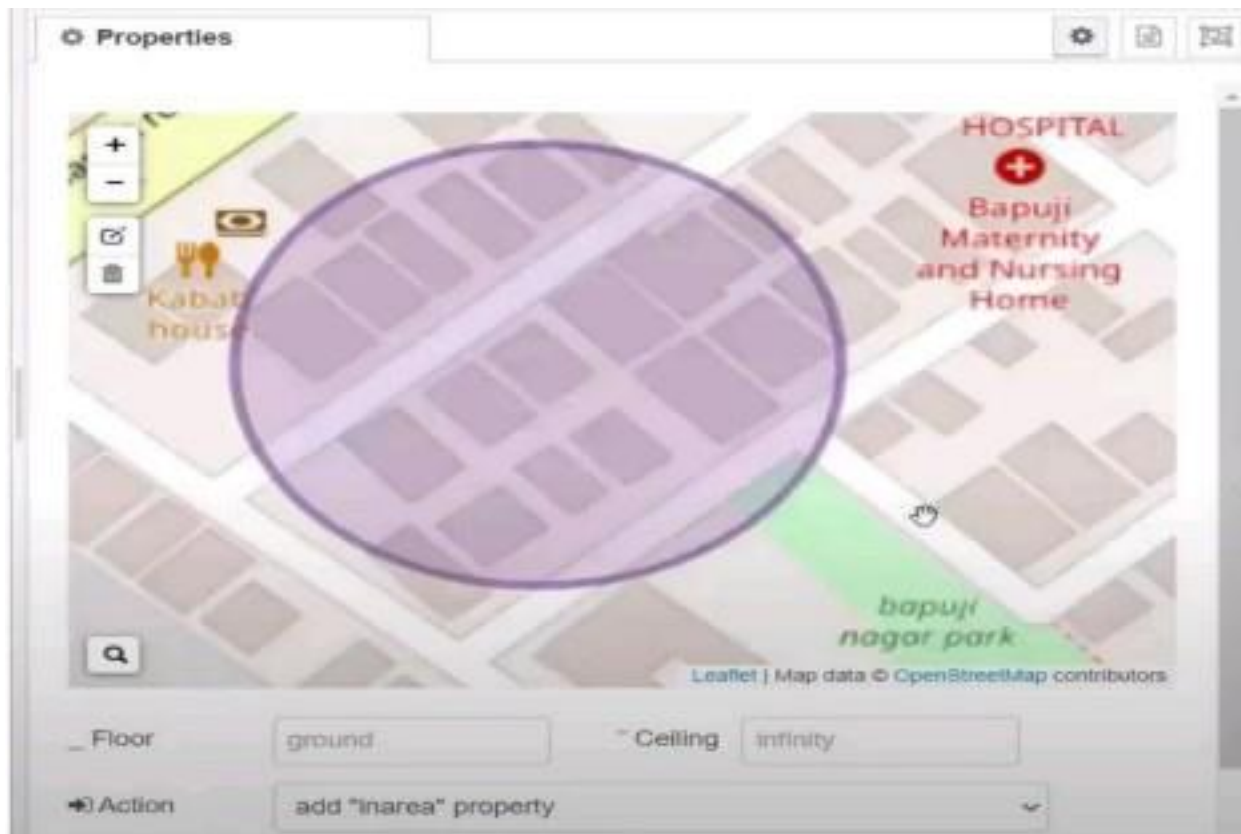 Properties
+
−
HOSPITAL
Bapuji
Maternity
and Nursing
Home
Kabab
house
bapuji
nagar park
Leaflet | Map data © OpenStreetMap contributors
Floor ground Ceiling infinity
Action add "inarea" property